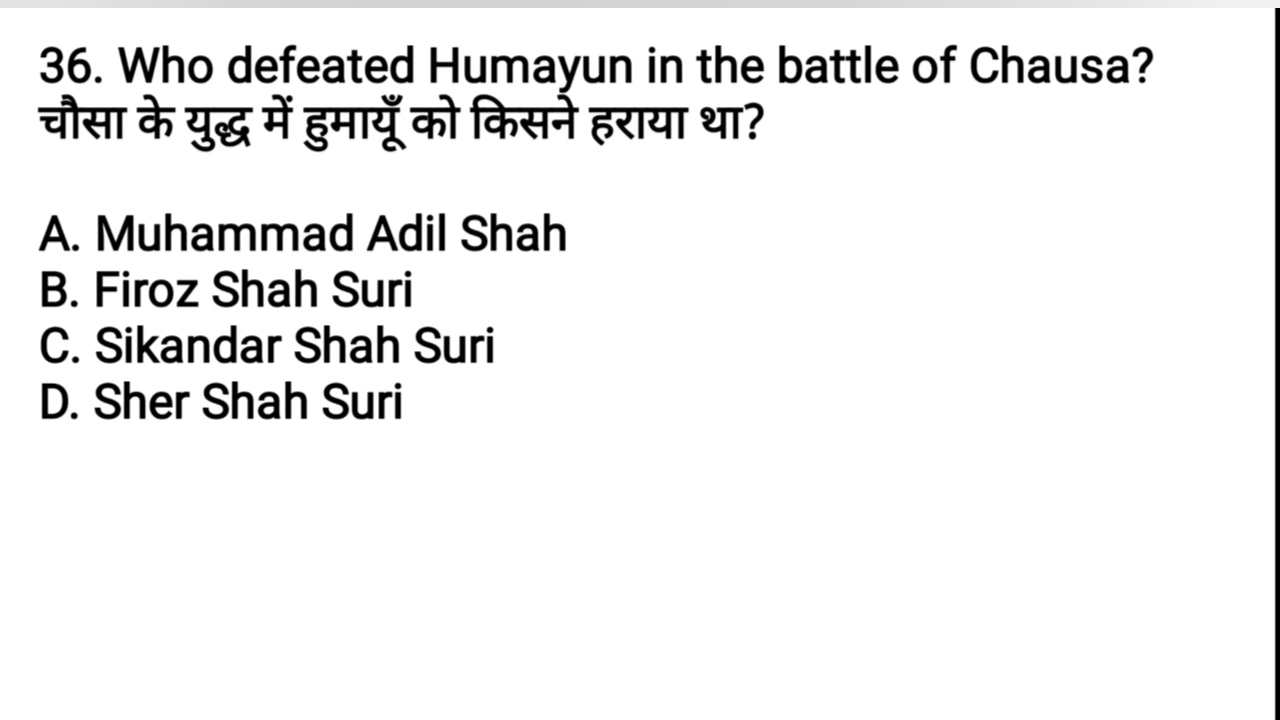 36. Who defeated Humayun in the battle of Chausa?
चौसा के युद्ध में हुमायूँ को किसने हराया था?
A. Muhammad Adil Shah
B. Firoz Shah Suri
C. Sikandar Shah Suri
D. Sher Shah Suri